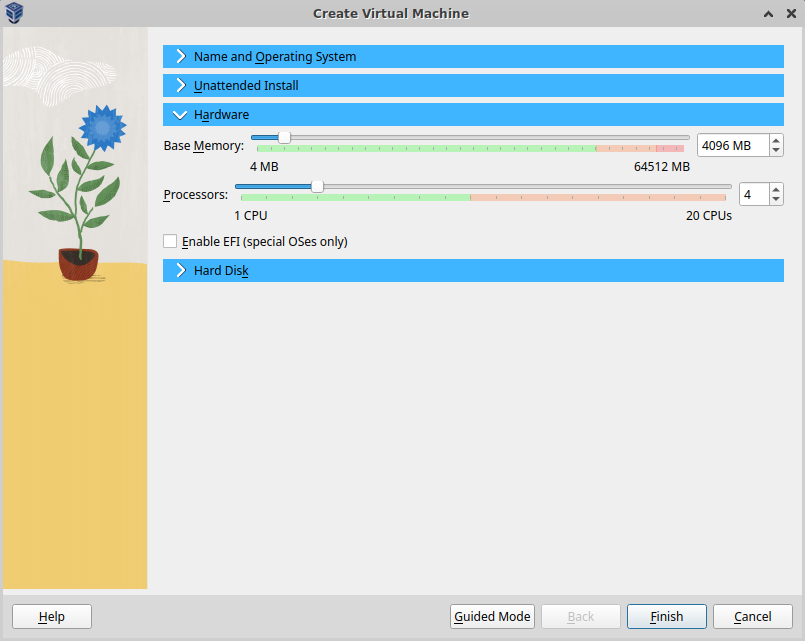 Create Virtual Machine
Name and Operating System
Unattended Install
Hardware
Base Memory: 4096 MB
4 MB 64512 MB
Processors: 4
1 CPU 20 CPUs
Enable EFI (special OSes only)
Hard Disk
Help Guided Mode Back Finish Cancel